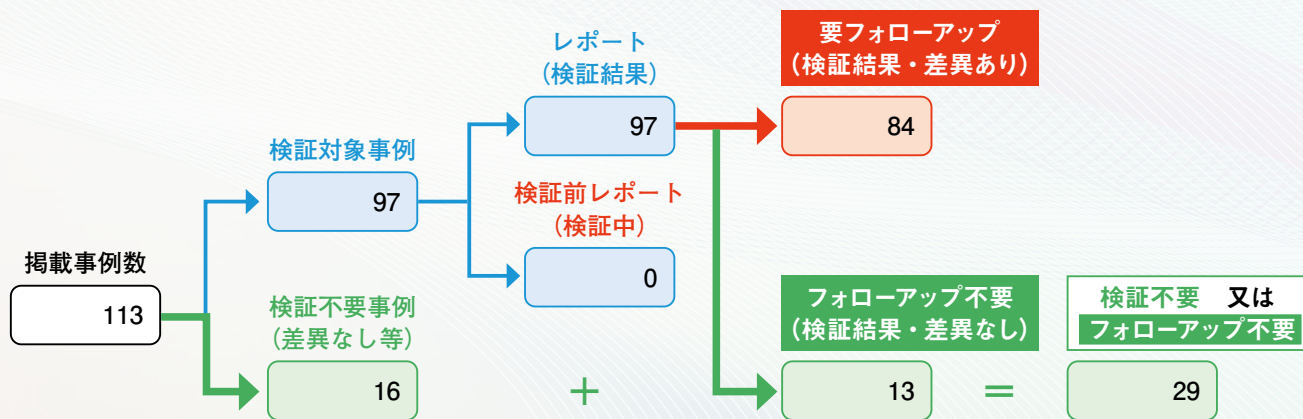 掲載事例数
113
検証対象事例
97
検証不要事例
(差異なし等)
16
レポート
(検証結果)
97
検証前レポート
(検証中)
0
要フォローアップ
(検証結果・差異あり)
84
+
フォローアップ不要
(検証結果・差異なし)
13
=
検証不要 又は
フォローアップ不要
29